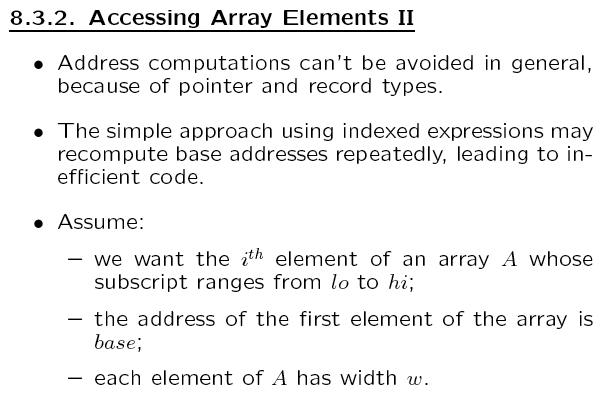 8.3.2. Accessing Array Elements II
• Address computations can't be avoided in general,
because of pointer and record types.
• The simple approach using indexed expressions may
recompute base addresses repeatedly, leading to in-
efficient code.
• Assume:
– we want the i^th element of an array A whose
subscript ranges from lo to hi;
– the address of the first element of the array is
base;
– each element of A has width w.